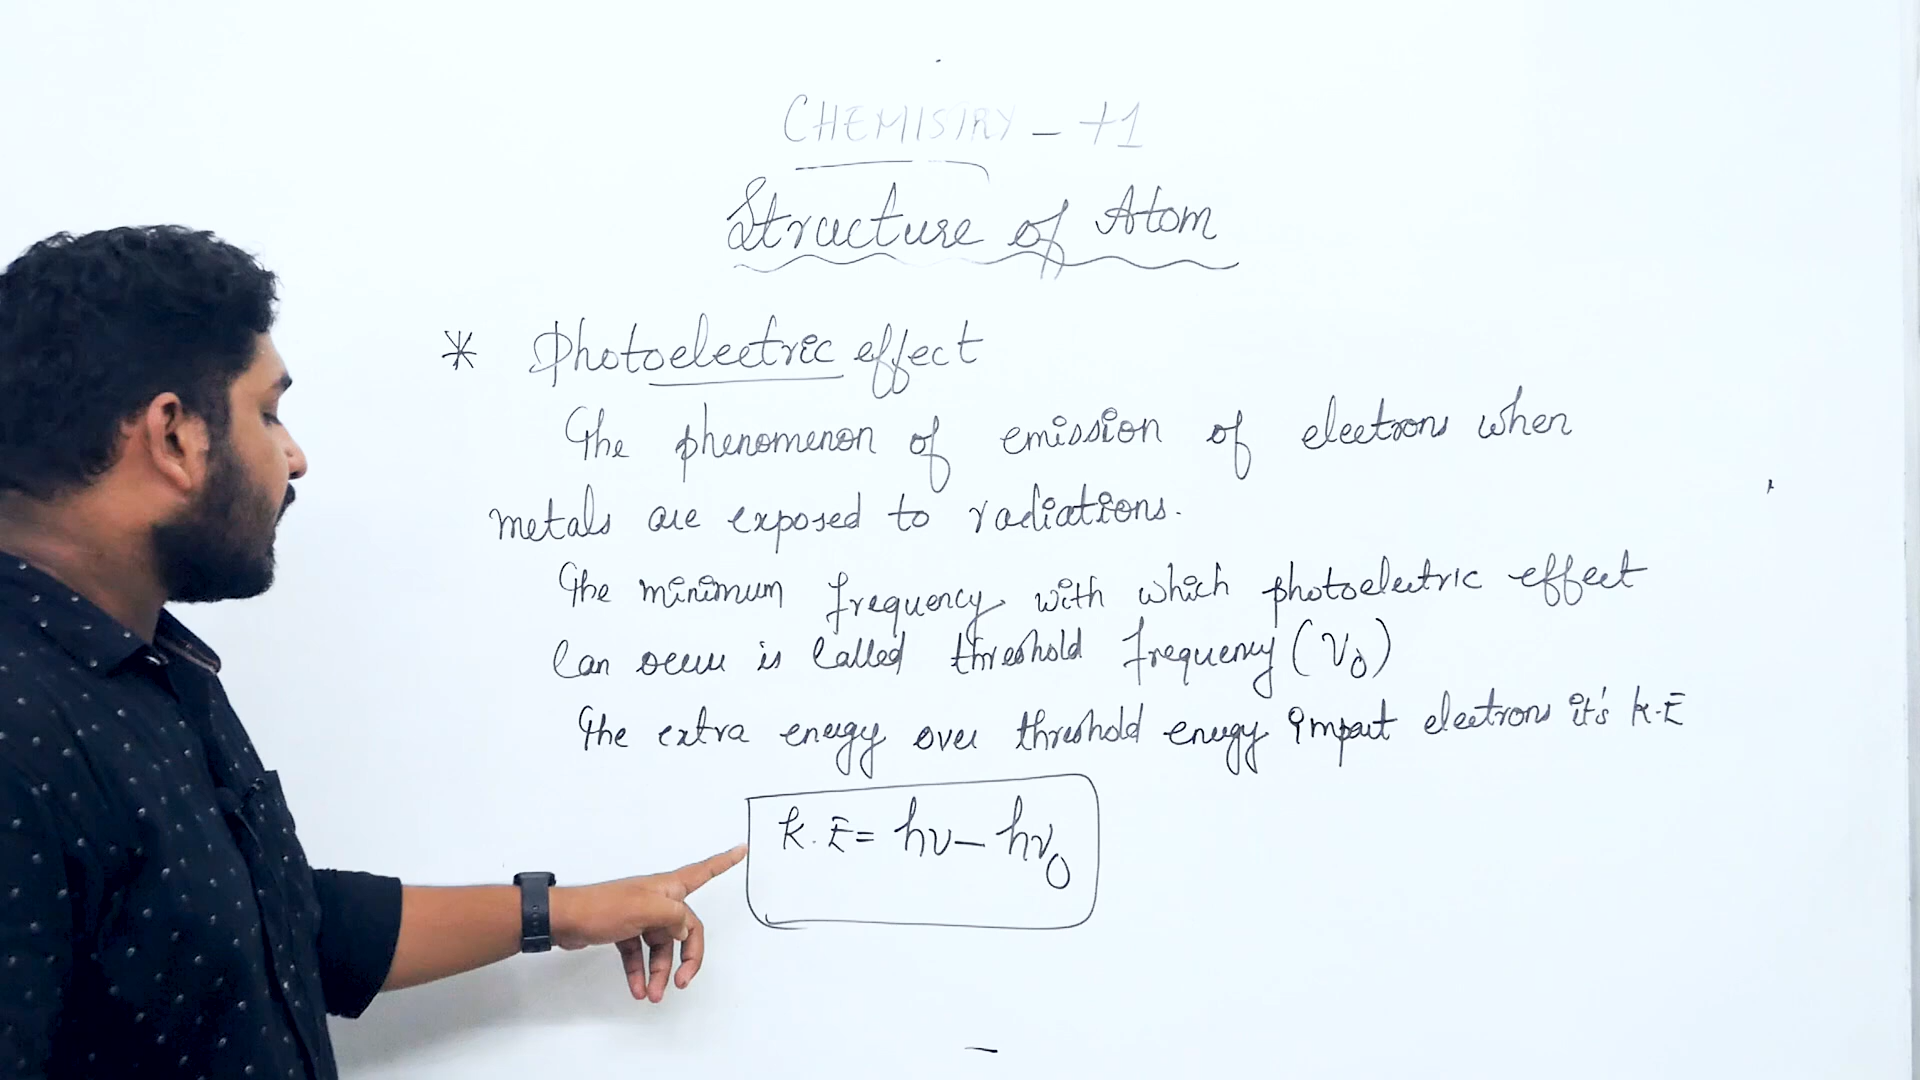 CHEMISTRY - +1
Structure of Atom
* Photoelectric effect
The phenomenon of emission of electrons when
metals are exposed to radiations.
The minimum frequency with which photoelectric effect
Can occur is Called threshold frequency (ν₀)
The extra energy over threshold energy impart electrons it's K.E
K.E = hν - hν₀